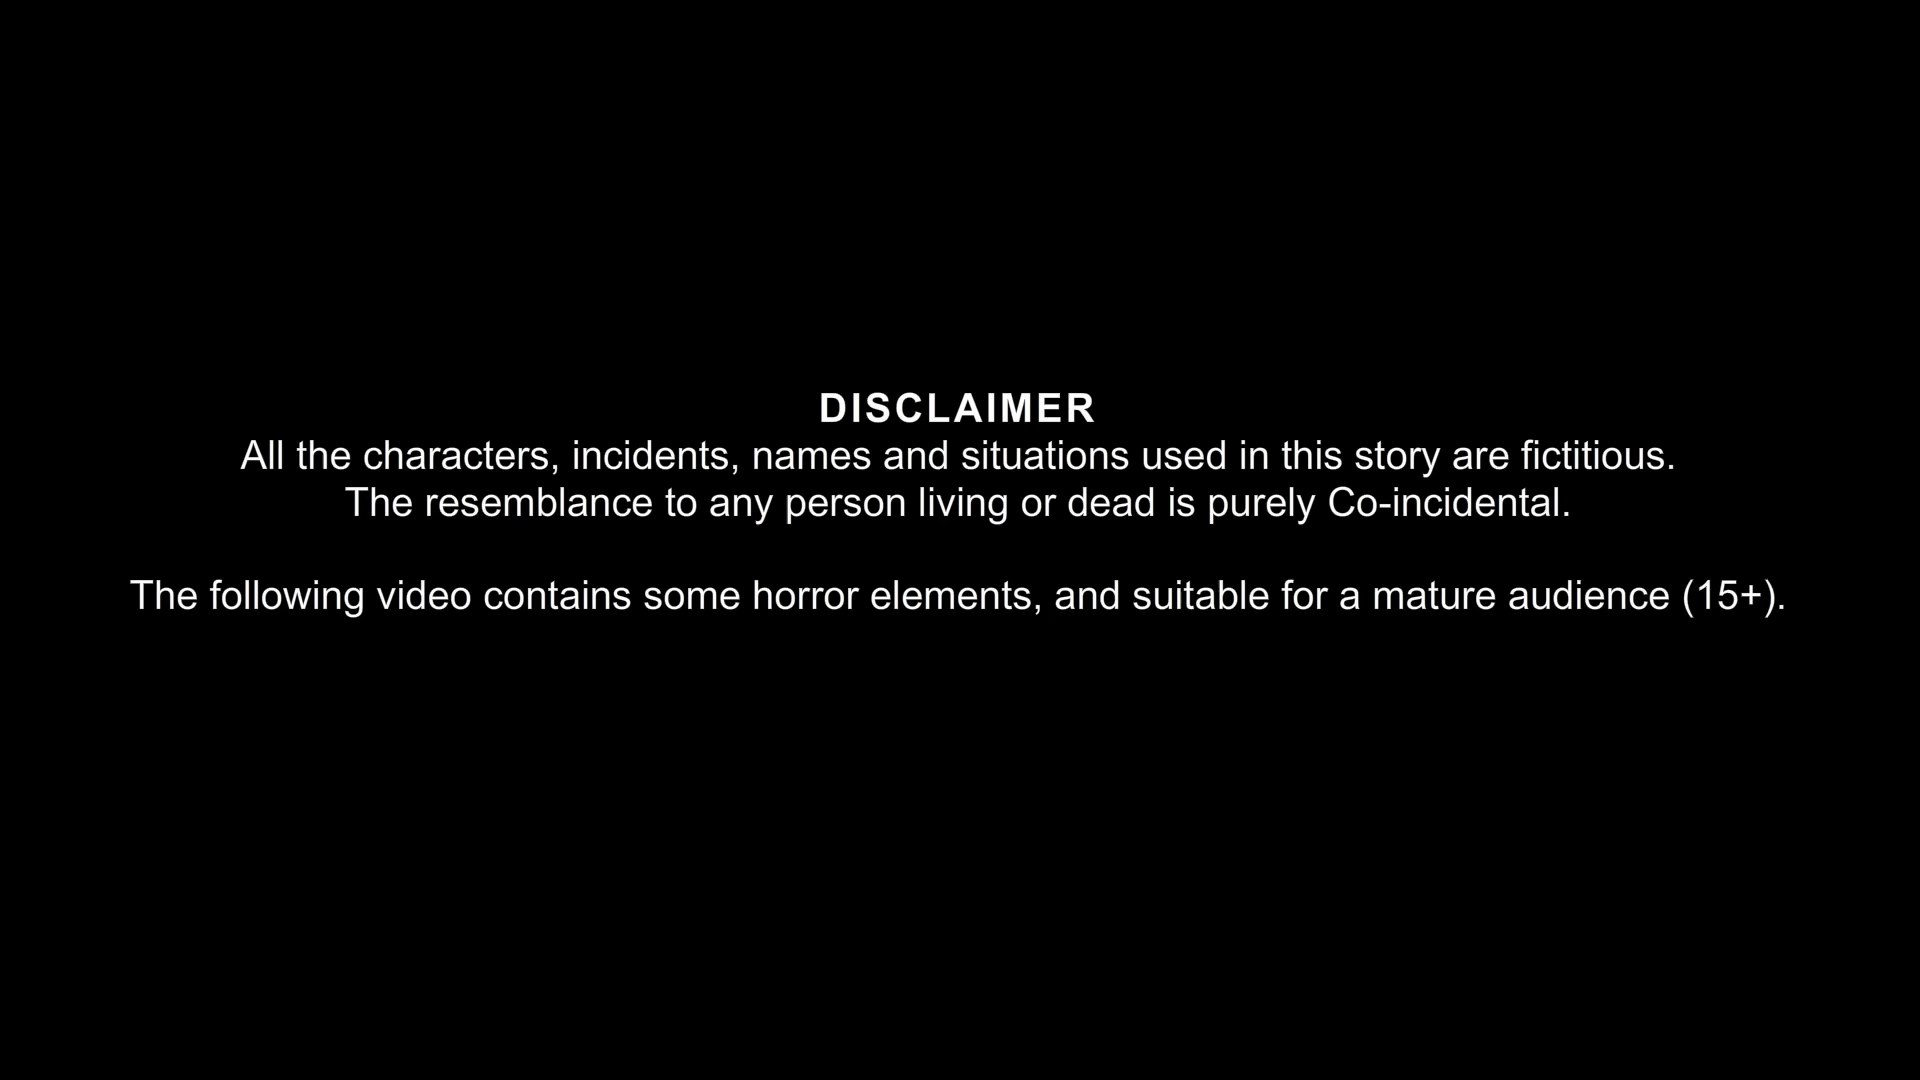 DISCLAIMER
All the characters, incidents, names and situations used in this story are fictitious.
The resemblance to any person living or dead is purely Co-incidental.
The following video contains some horror elements, and suitable for a mature audience (15+).